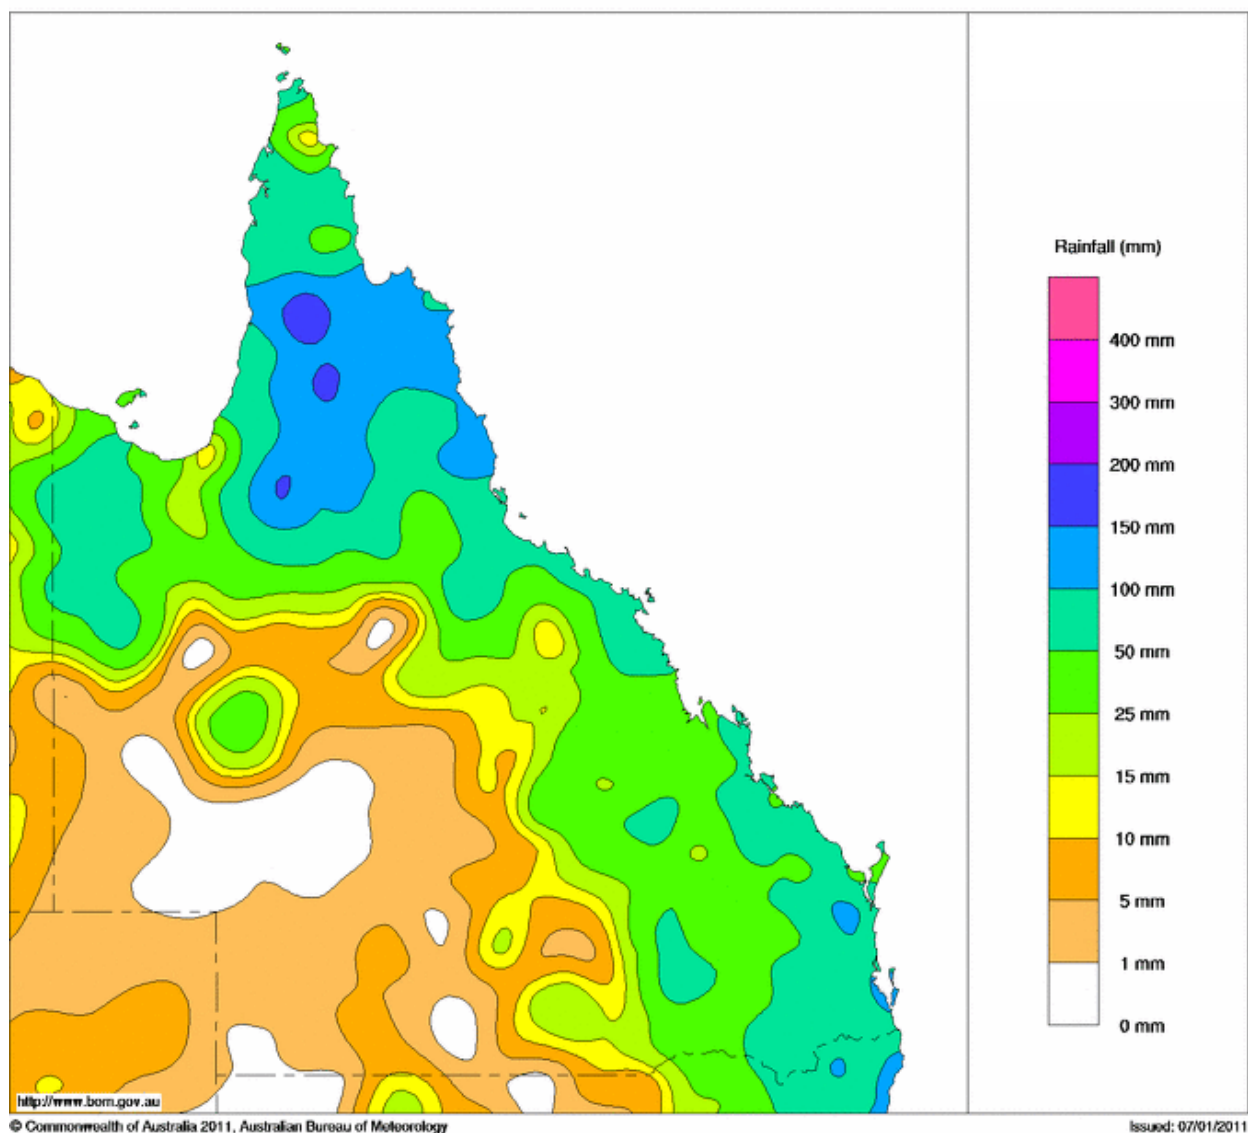 Rainfall (mm)
400 mm
300 mm
200 mm
150 mm
100 mm
50 mm
25 mm
15 mm
10 mm
5 mm
1 mm
0 mm
http://www.bom.gov.au
© Commonwealth of Australia 2011, Australian Bureau of Meteorology
Issued: 07/01/2011